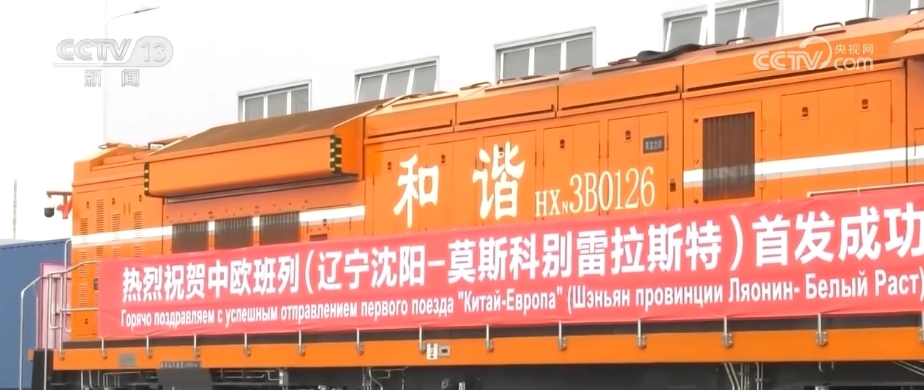 CCTV 13
新闻
CCTV 央视网
com
和谐 HXN3B0126
热烈祝贺中欧班列(辽宁沈阳-莫斯科别雷拉斯特)首发成功
Горячо поздравляем с успешным отправлением первого поезда "Китай-Европа" (Шэньян провинции Ляонин- Белый Раст)